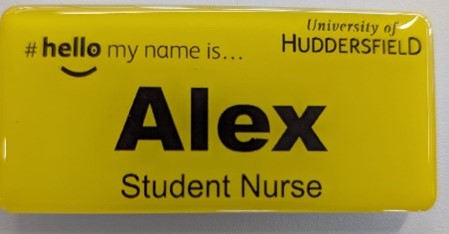 #hello my name is...
University of
HUDDERSFIELD
Alex
Student Nurse